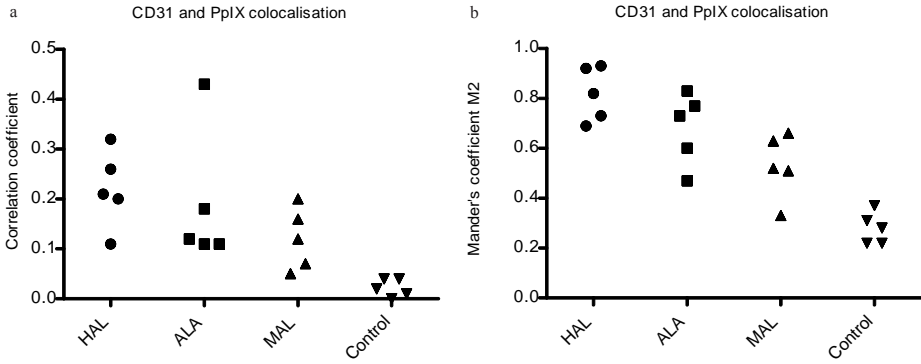 a
CD31 and PpIX colocalisation
Correlation coefficient
0.5
0.4
0.3
0.2
0.1
0.0
HAL
ALA
MAL
Control
b
CD31 and PpIX colocalisation
Mander's coefficient M2
1.0
0.8
0.6
0.4
0.2
0.0
HAL
ALA
MAL
Control